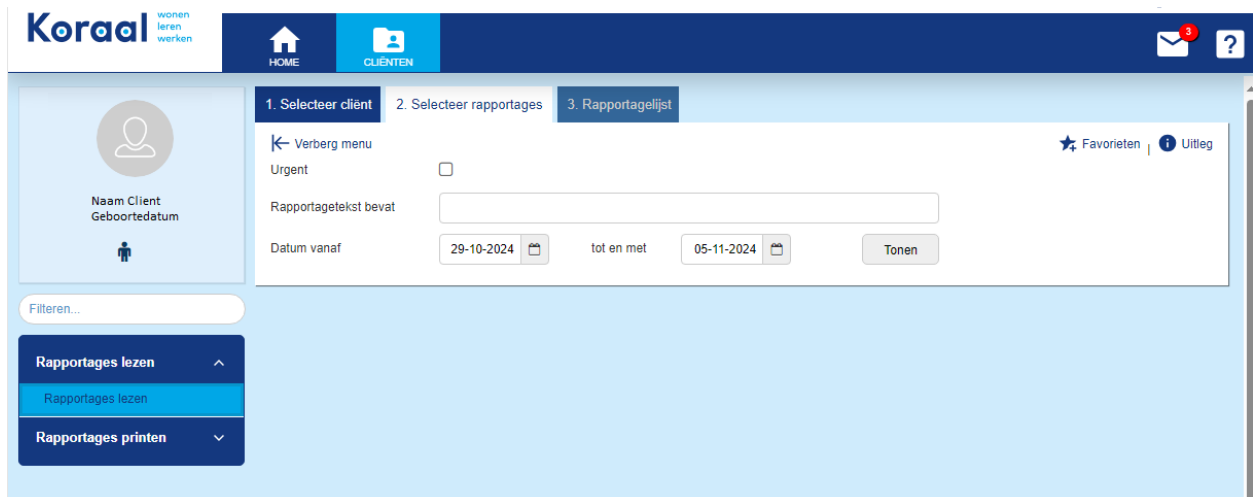 Koraal wonen
leren
werken
HOME
CLIËNTEN
3
?
1. Selecteer cliënt
2. Selecteer rapportages
3. Rapportagelijst
Verberg menu
Favorieten
Uitleg
Urgent
Rapportagetekst bevat
Datum vanaf
29-10-2024
tot en met
05-11-2024
Tonen
Naam Client
Geboortedatum
Filteren...
Rapportages lezen
Rapportages lezen
Rapportages printen